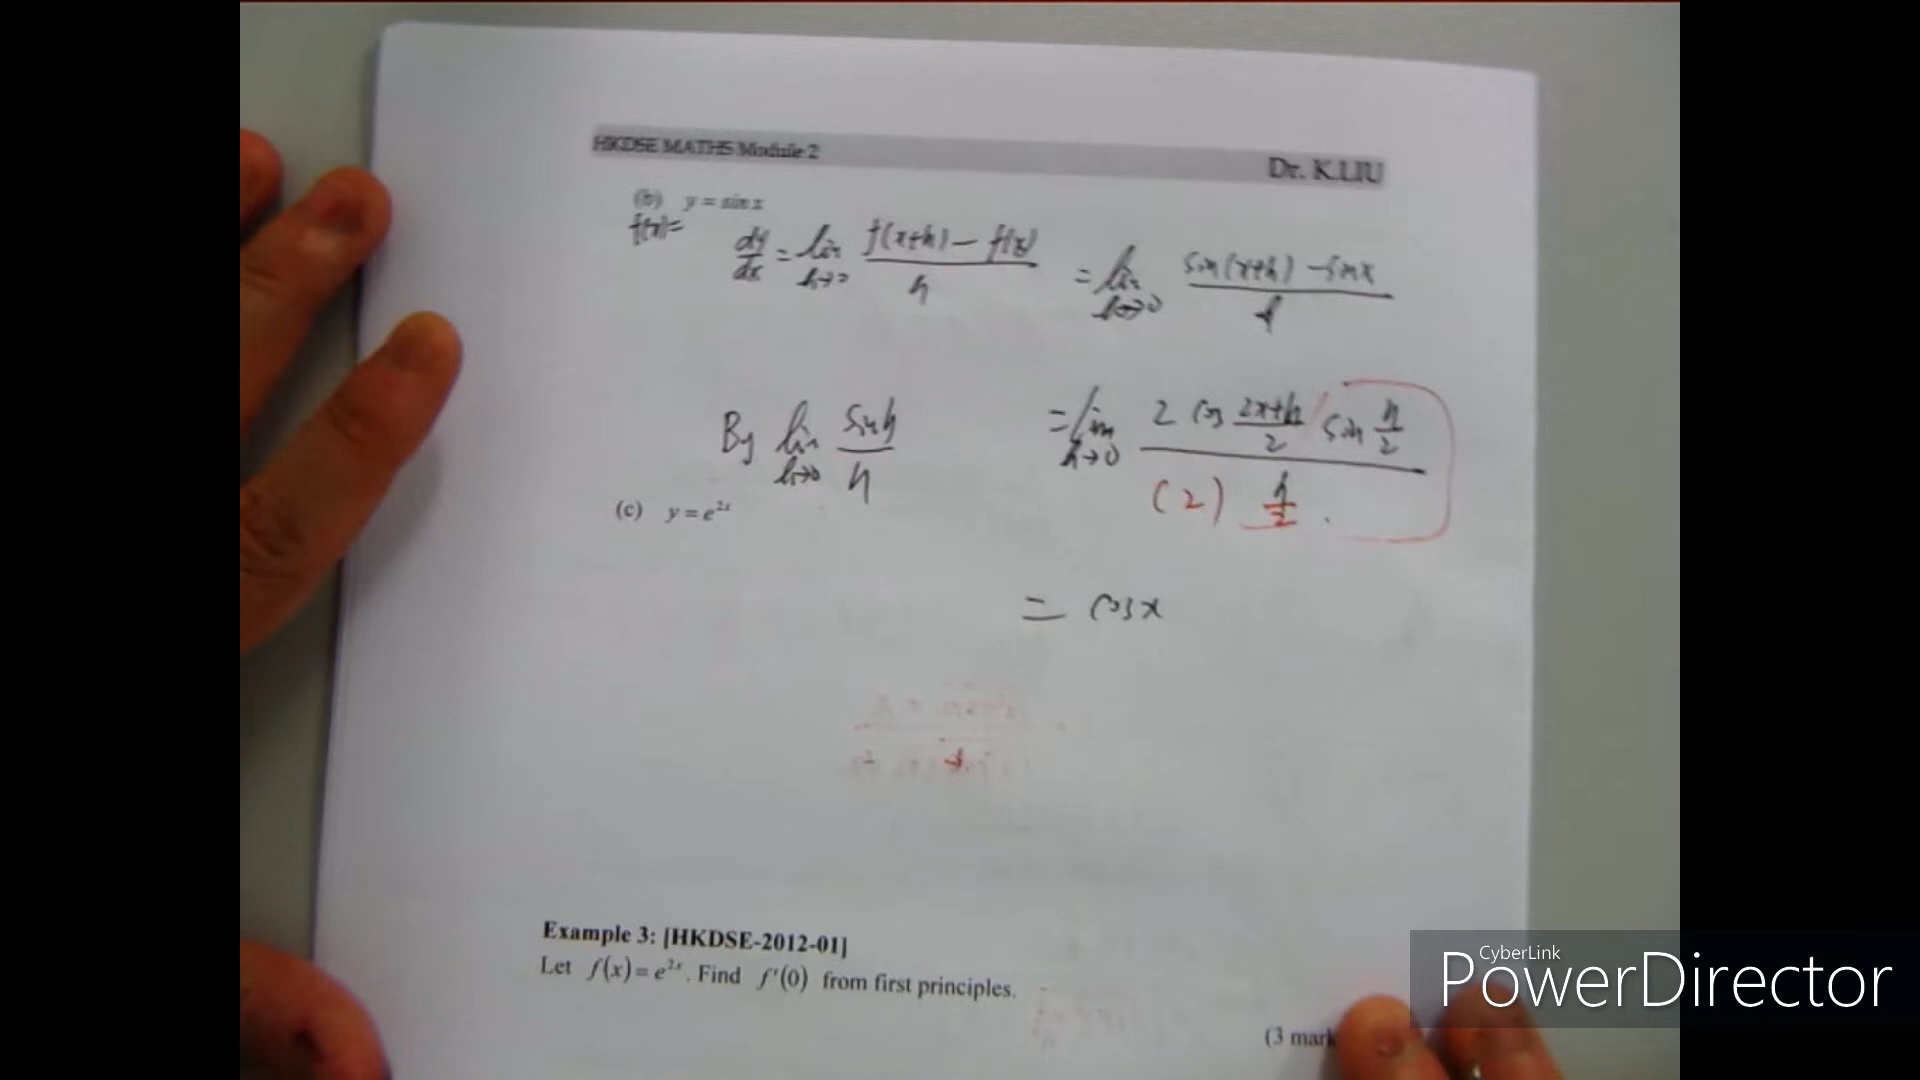 HKDSE MATHS Module 2
Dr. K.LIU
(b) y = sin x
f(x)=
dy/dx = lim h→0 (f(x+h) − f(x))/h = lim h→0 (sin(x+h) − sin x)/h
By lim h→0 sin h/h = lim h→0 (2 cos (2x+h)/2 sin h/2)/((2) h/2)
(c) y = e^{2x}
= cos x
Example 3: [HKDSE-2012-01]
Let f(x) = e^{2x}. Find f'(0) from first principles.
(3 mark
CyberLink
PowerDirector